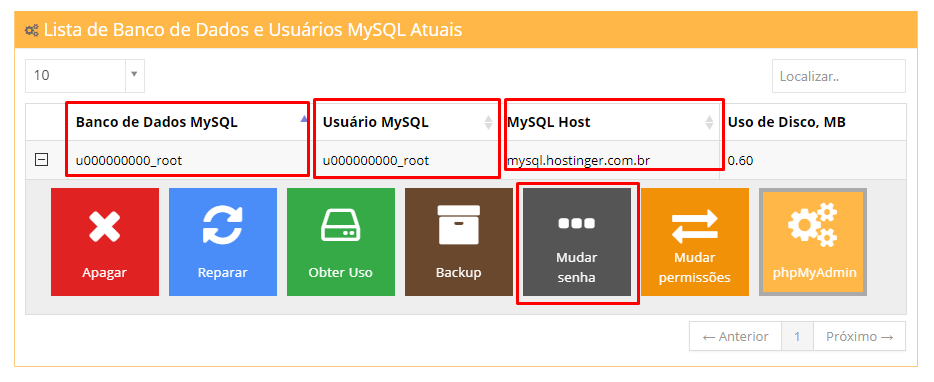 Lista de Banco de Dados e Usuários MySQL Atuais
10
Localizar..
Banco de Dados MySQL Usuário MySQL MySQL Host Uso de Disco, MB
u000000000_root u000000000_root mysql.hostinger.com.br 0.60
Apagar
Reparar
Obter Uso
Backup
Mudar
senha
Mudar
permissões
phpMyAdmin
← Anterior 1 Próximo →